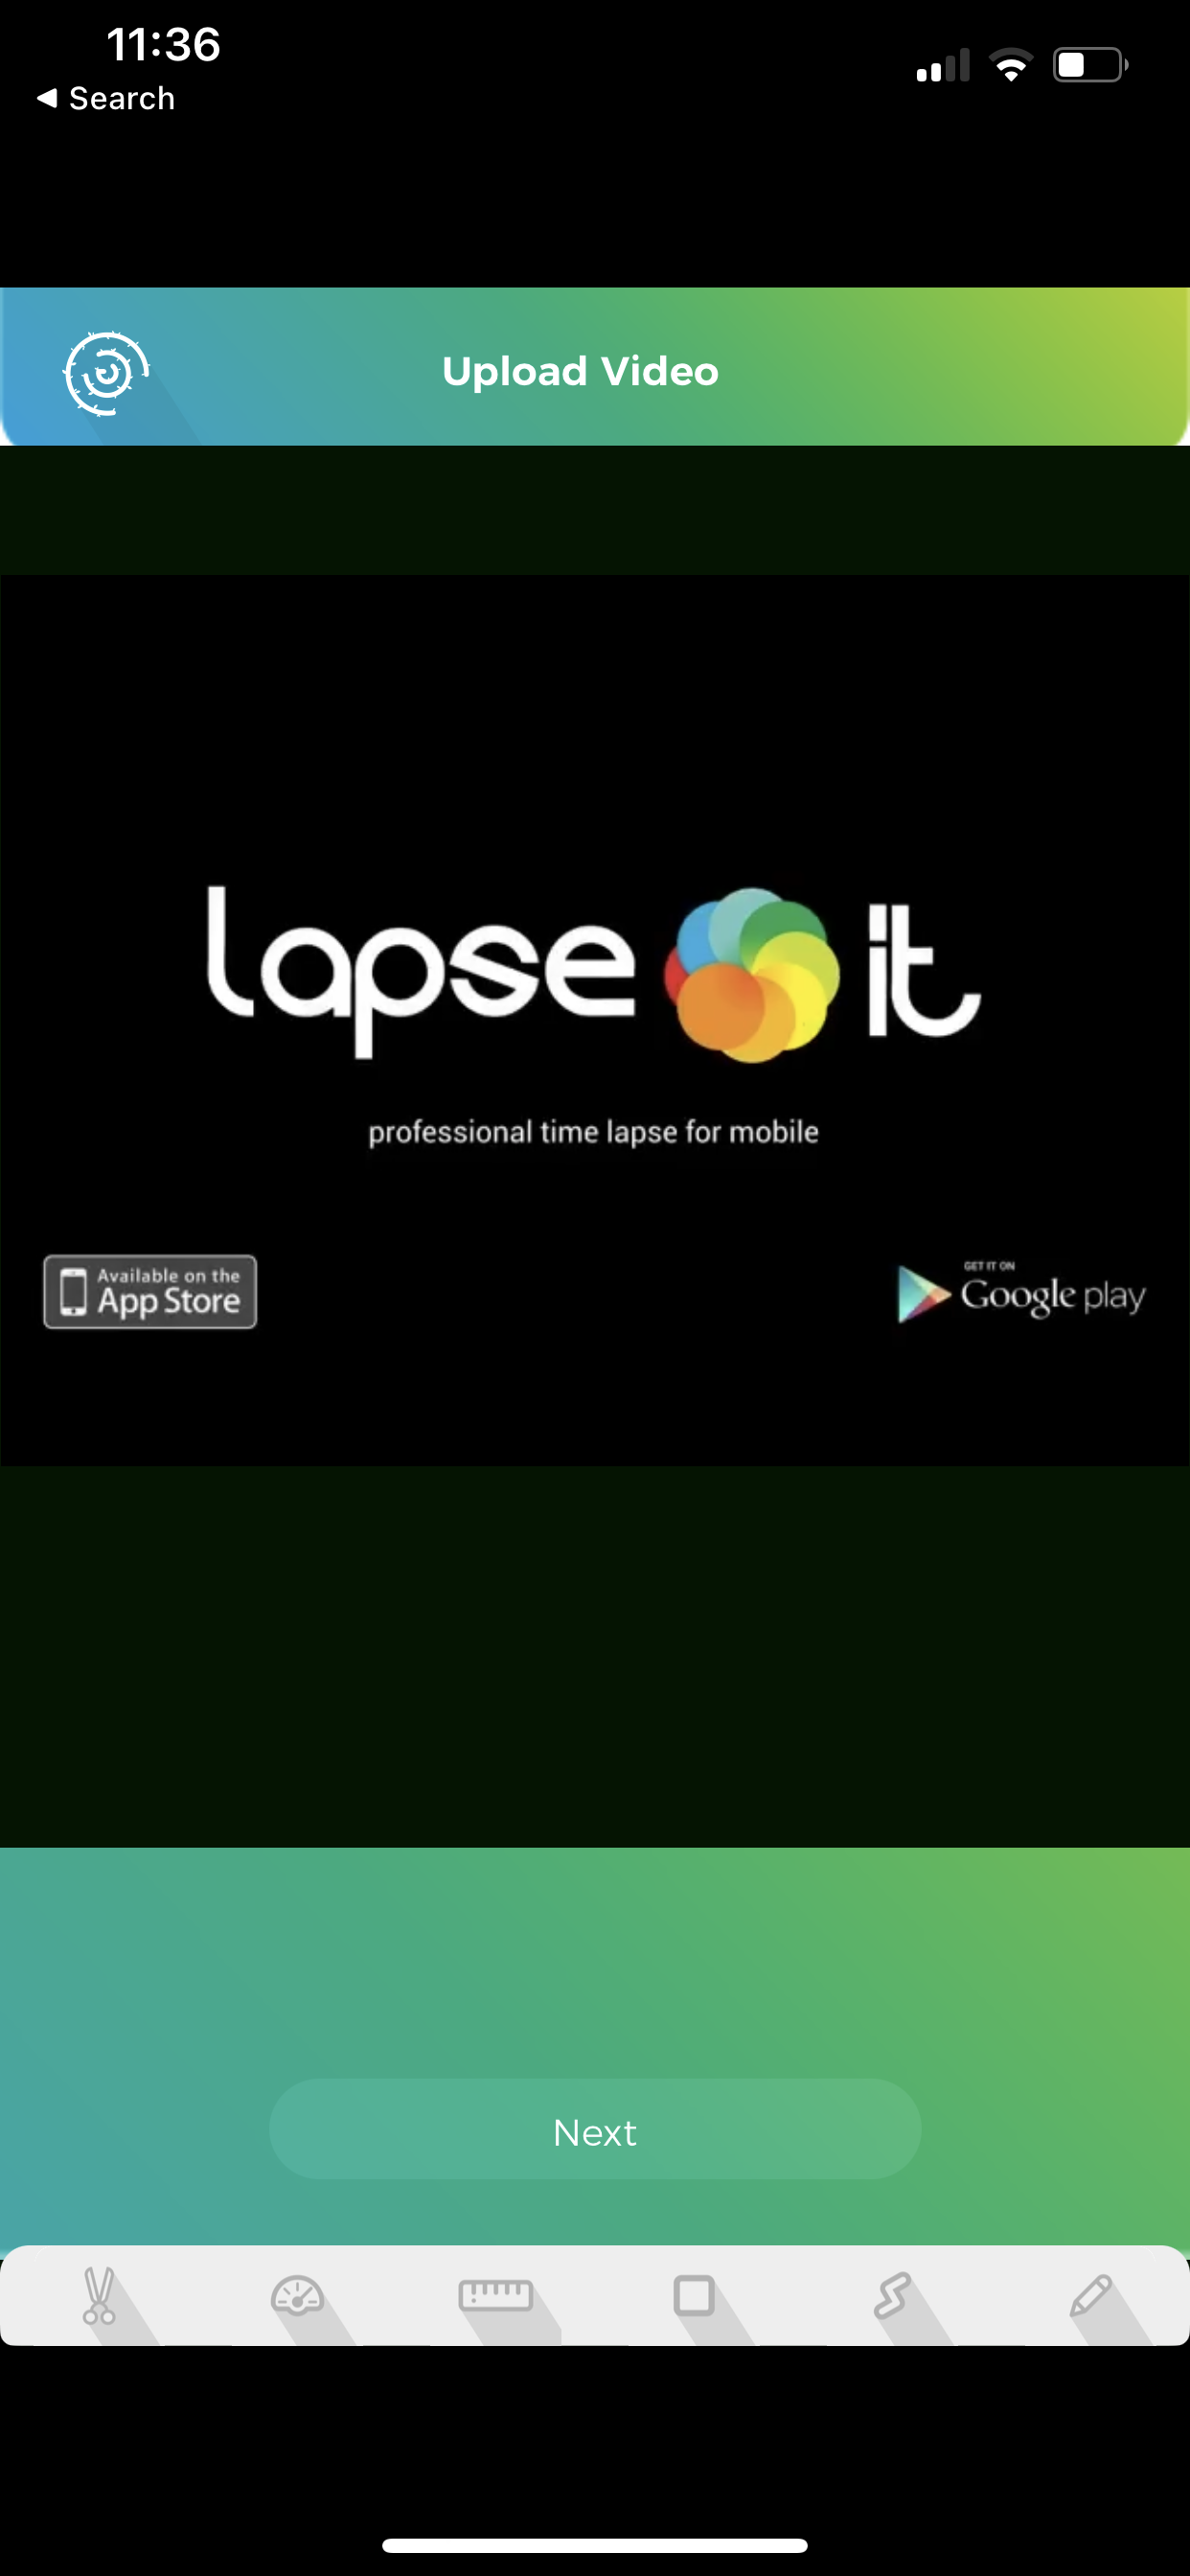 11:36
Search
Upload Video
lapse it
professional time lapse for mobile
Available on the
App Store
GET IT ON
Google play
Next